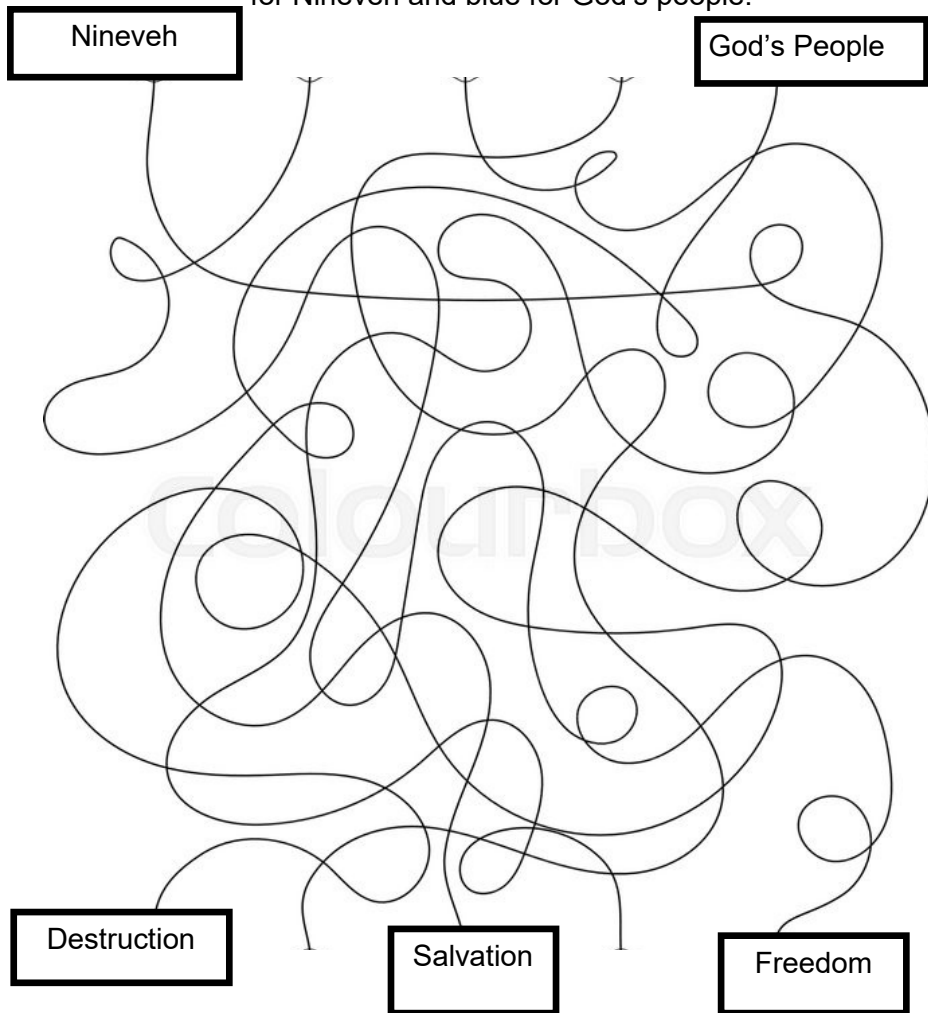 for Nineveh and blue for God's people.
Nineveh
God's People
colourbox
Destruction
Salvation
Freedom